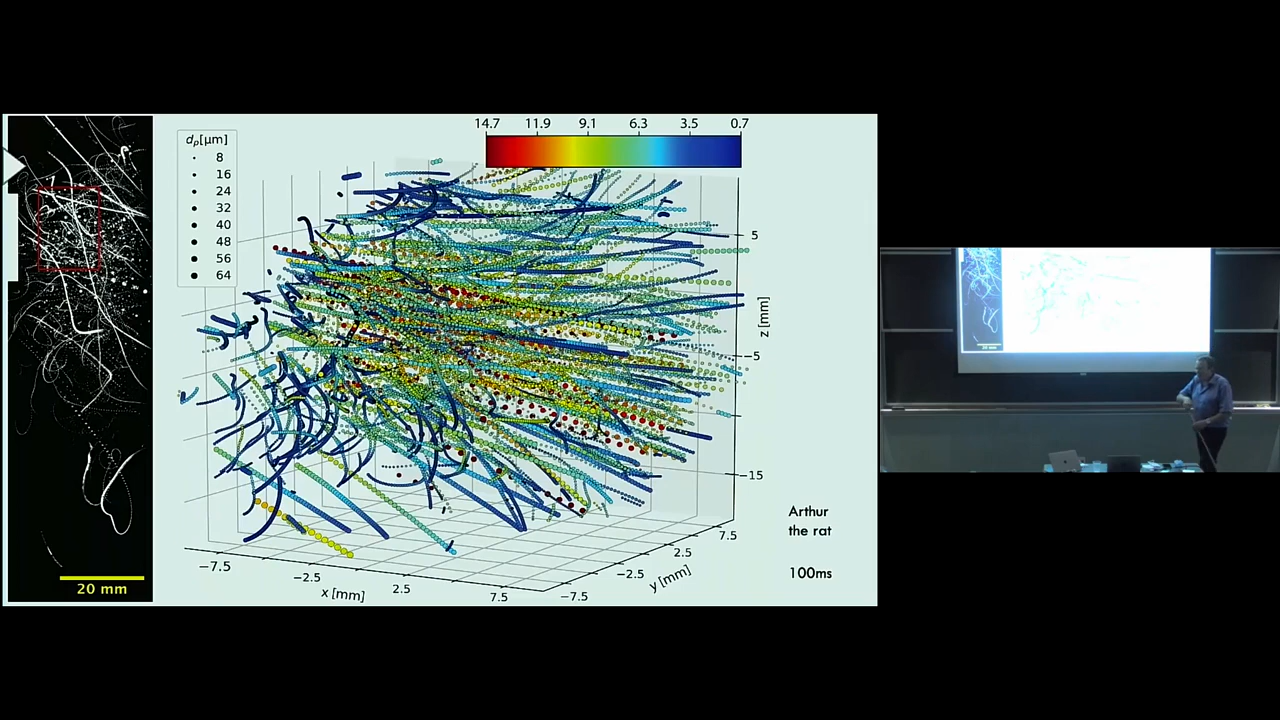 14.7 11.9 9.1 6.3 3.5 0.7
dp[μm]
8
16
24
32
40
48
56
64
5
−5
−15
z [mm]
7.5
2.5
−2.5
−7.5
y [mm]
−7.5
−2.5
2.5
7.5
x [mm]
20 mm
Arthur
the rat
100ms